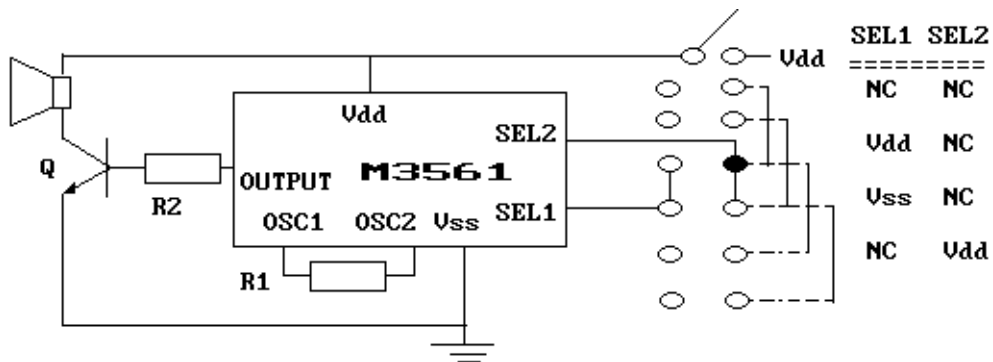 SEL1 SEL2
==========
Vdd
NC NC
Vdd
SEL2
Vdd NC
Q
M3561
OUTPUT
R2
SEL1
Vss NC
OSC1 OSC2 Vss
NC Vdd
R1